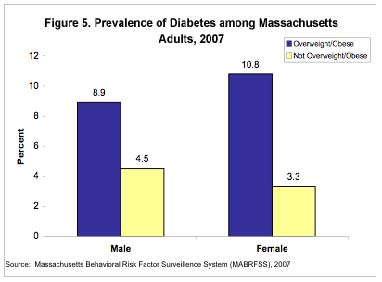 Figure 5. Prevalence of Diabetes among Massachusetts
Adults, 2007
Overweight/Obese
Not Overweight/Obese
Percent
12
10
8
6
4
2
0
8.9
4.5
10.8
3.3
Male
Female
Source: Massachusetts Behavioral Risk Factor Surveillence System (MABRFSS), 2007